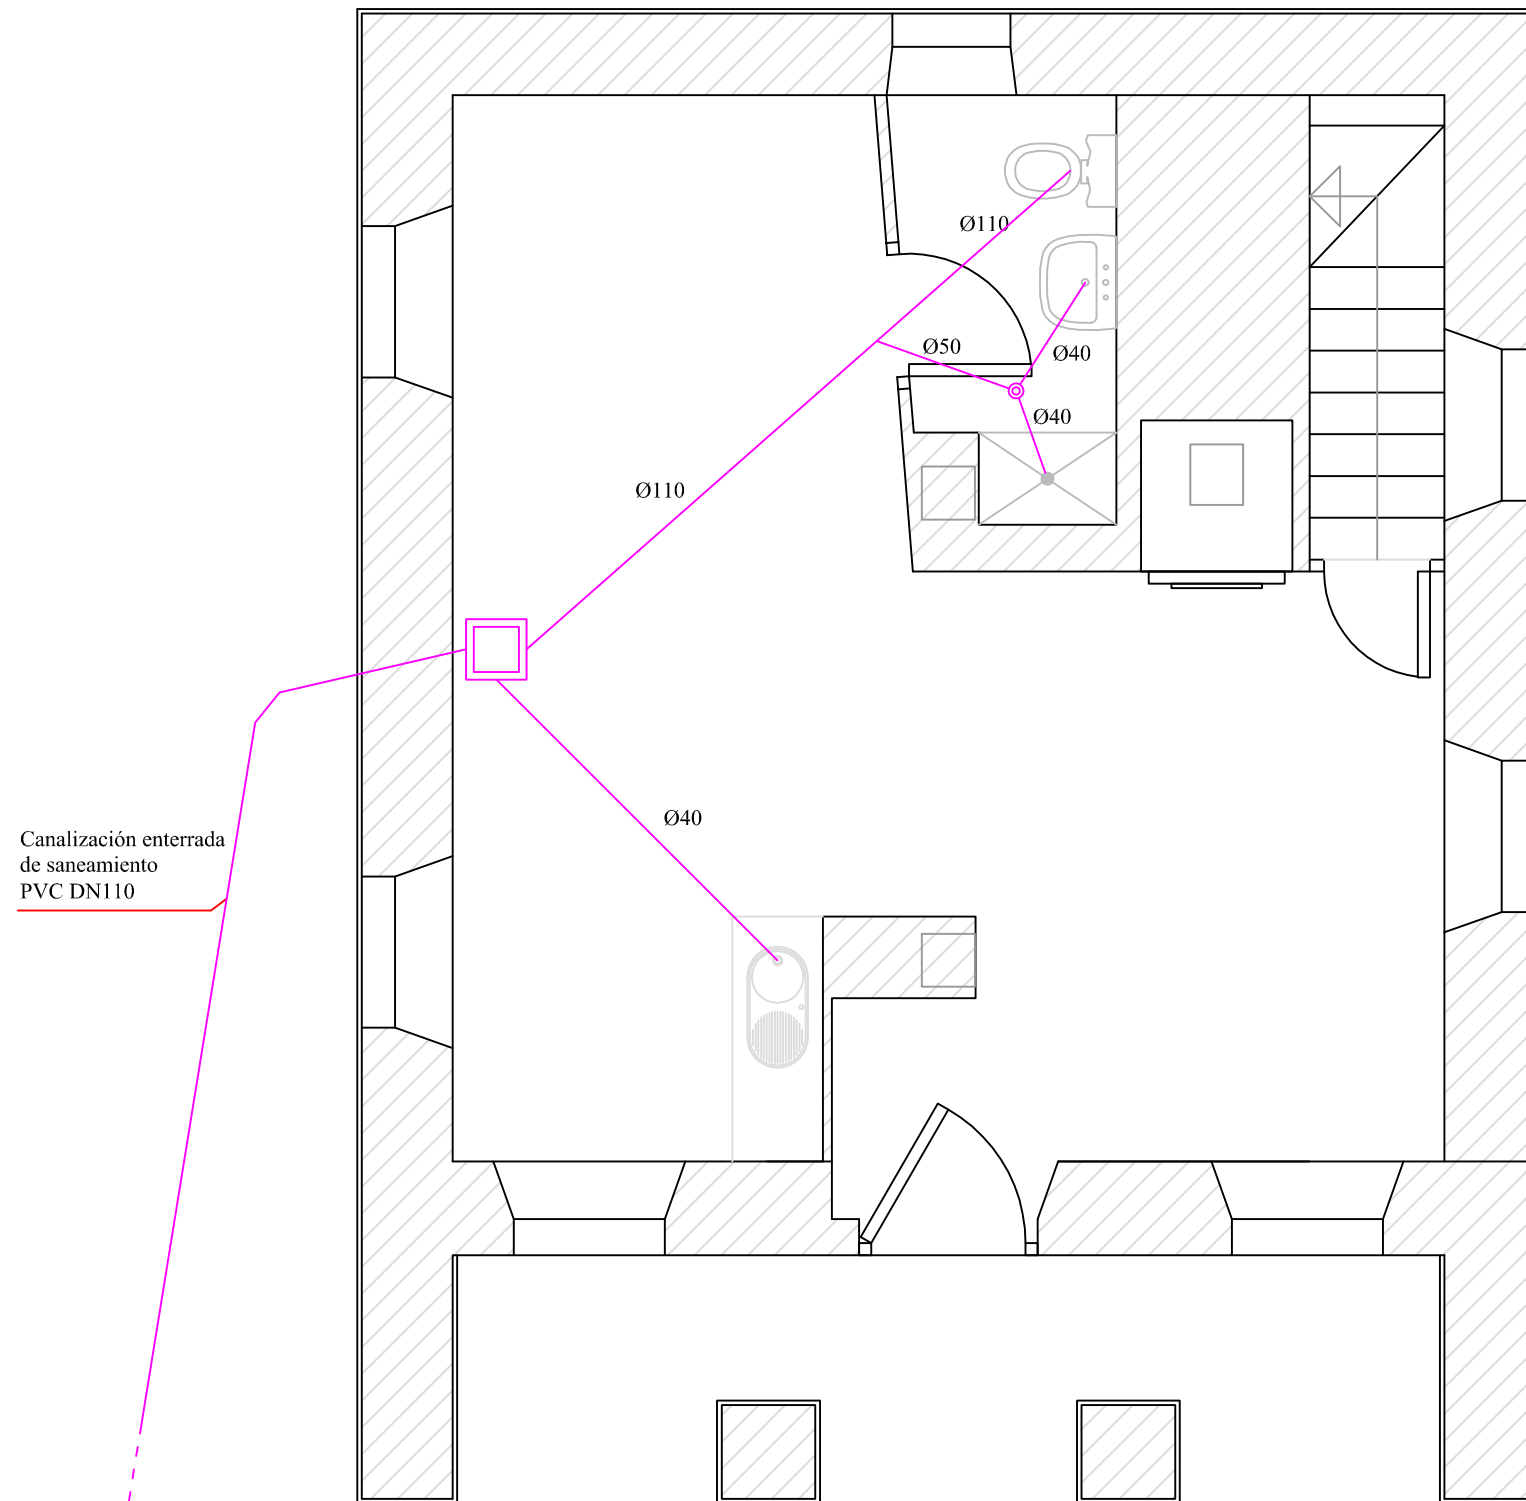 Ø110
Ø50
Ø40
Ø40
Ø110
Ø40
Canalización enterrada
de saneamiento
PVC DN110